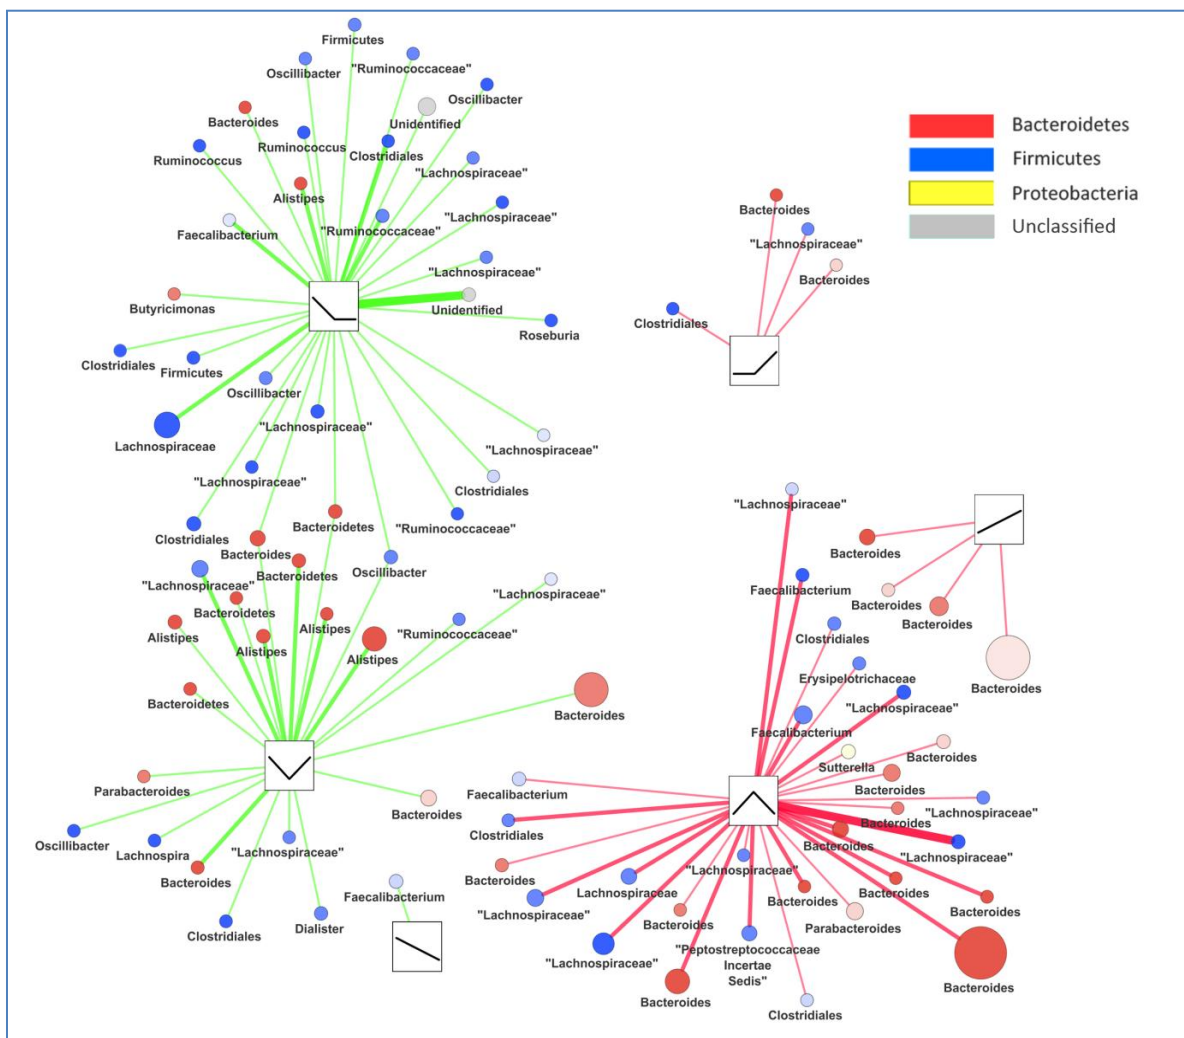 Firmicutes
"Ruminococcaceae"
Oscillibacter
Oscillibacter
Bacteroides
Unidentified
Ruminococcus
Ruminococcus
Clostridiales
"Lachnospiraceae"
Alistipes
"Lachnospiraceae"
Faecalibacterium
"Ruminococcaceae"
"Lachnospiraceae"
Butyricimonas
Unidentified
Roseburia
Clostridiales
Firmicutes
Oscillibacter
"Lachnospiraceae"
Lachnospiraceae
"Lachnospiraceae"
"Lachnospiraceae"
Clostridiales
Bacteroidetes
"Ruminococcaceae"
Clostridiales
Bacteroides
Bacteroidetes
Oscillibacter
"Lachnospiraceae"
"Lachnospiraceae"
Bacteroidetes
Alistipes
Alistipes
"Ruminococcaceae"
Alistipes
Alistipes
Bacteroidetes
Bacteroides
Parabacteroides
Bacteroides
Oscillibacter
Lachnospira
"Lachnospiraceae"
Bacteroides
Faecalibacterium
Clostridiales
Dialister
Bacteroidetes
Firmicutes
Proteobacteria
Unclassified
Bacteroides
"Lachnospiraceae"
Bacteroides
Clostridiales
"Lachnospiraceae"
Bacteroides
Faecalibacterium
Bacteroides
Bacteroides
Clostridiales
Erysipelotrichaceae
Bacteroides
"Lachnospiraceae"
Faecalibacterium
Bacteroides
Sutterella
Bacteroides
Faecalibacterium
"Lachnospiraceae"
Bacteroides
Clostridiales
Bacteroides
"Lachnospiraceae"
Bacteroides
"Lachnospiraceae"
Lachnospiraceae
Bacteroides
Bacteroides
"Lachnospiraceae"
Bacteroides
Bacteroides
Parabacteroides
"Peptostreptococcaceae
Incertae
Sedis"
"Lachnospiraceae"
Bacteroides
Bacteroides
Clostridiales